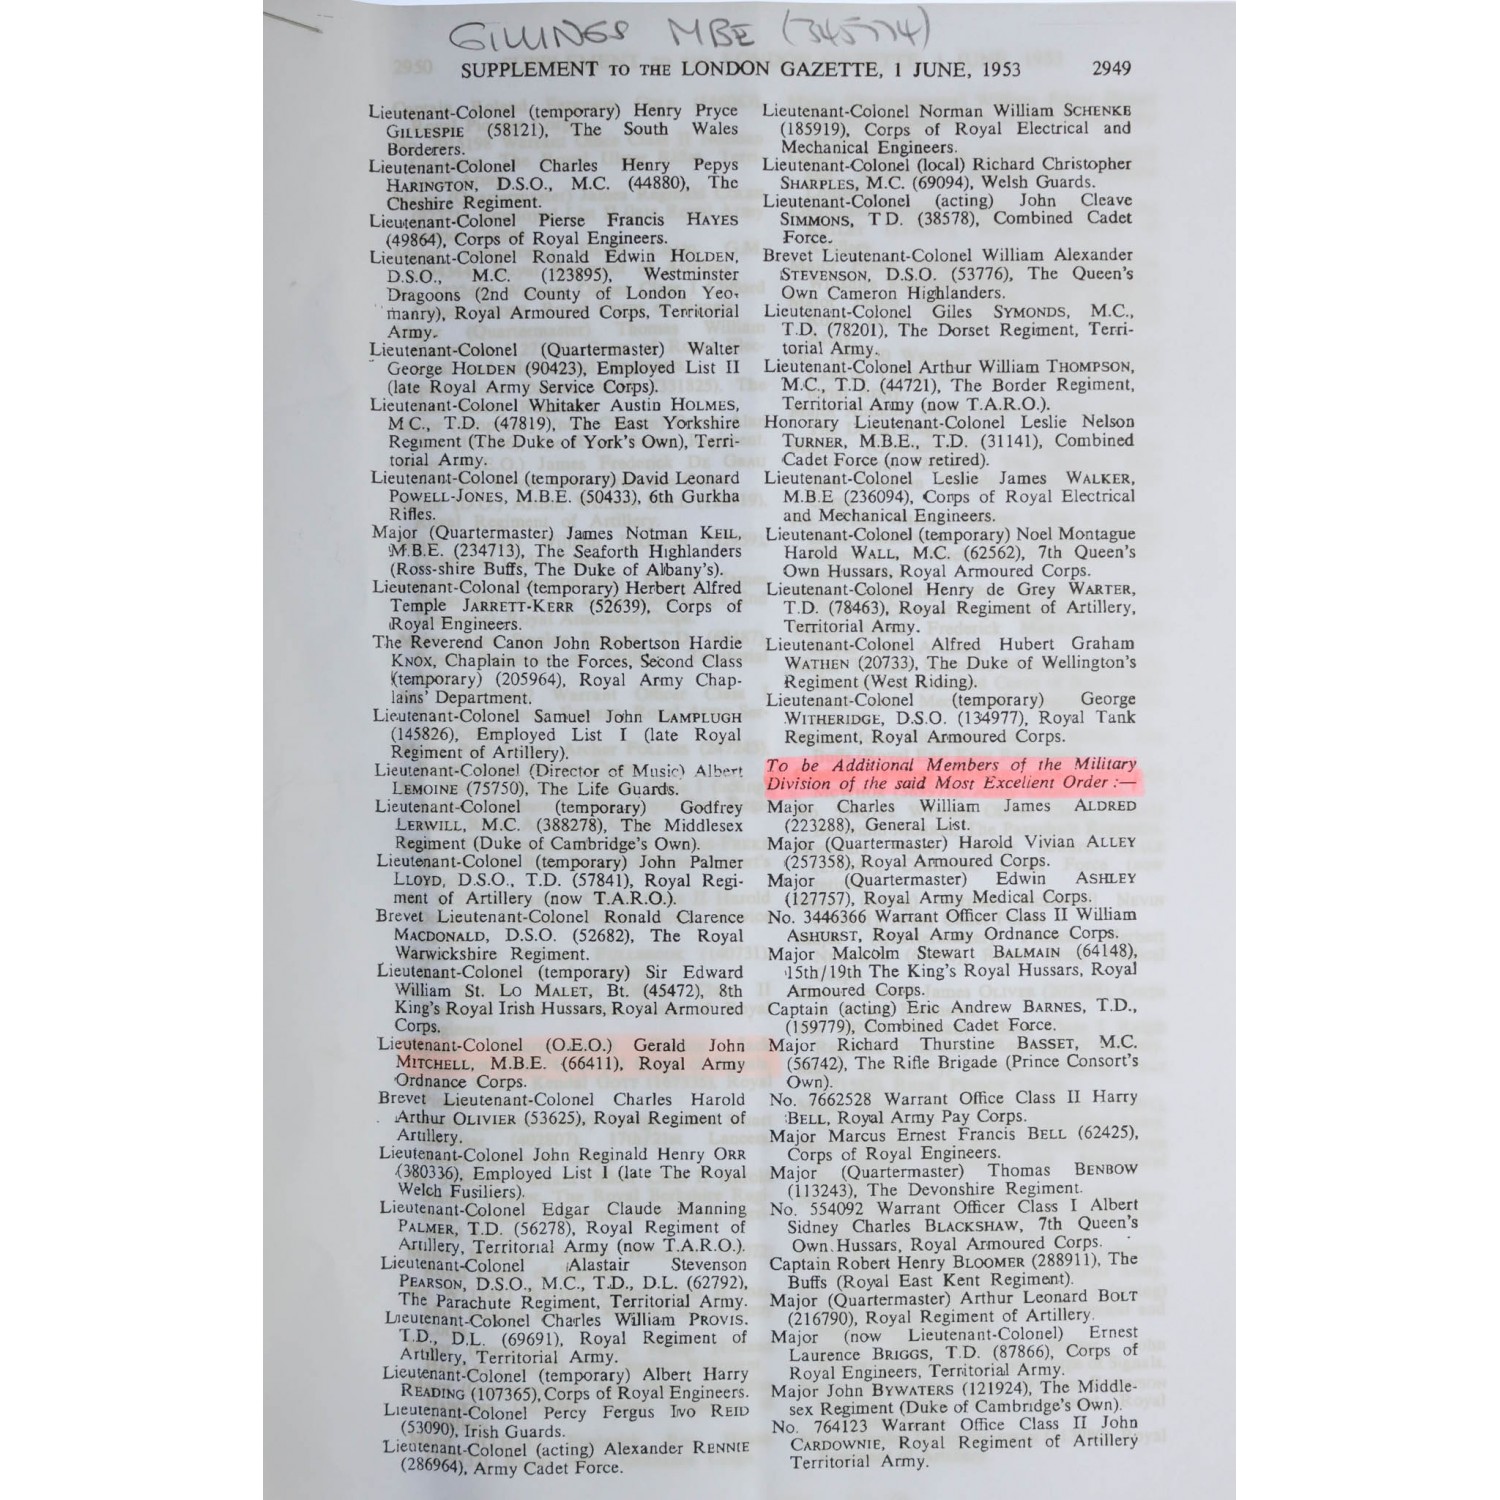 GILLINGS MBE (345774)
SUPPLEMENT TO THE LONDON GAZETTE, 1 JUNE, 1953 2949
Lieutenant-Colonel (temporary) Henry Pryce
GILLESPIE (58121), The South Wales
Borderers.
Lieutenant-Colonel Charles Henry Pepys
HARINGTON, D.S.O., M.C. (44880), The
Cheshire Regiment.
Lieutenant-Colonel Pierse Francis HAYES
(49864), Corps of Royal Engineers.
Lieutenant-Colonel Ronald Edwin HOLDEN,
D.S.O., M.C. (123895), Westminster
Dragoons (2nd County of London Yeo-
manry), Royal Armoured Corps, Territorial
Army.
Lieutenant-Colonel (Quartermaster) Walter
George HOLDEN (90423), Employed List II
(late Royal Army Service Corps).
Lieutenant-Colonel Whitaker Austin HOLMES,
M C., T.D. (47819), The East Yorkshire
Regiment (The Duke of York's Own), Terri-
torial Army.
Lieutenant-Colonel (temporary) David Leonard
POWELL-JONES, M.B.E. (50433), 6th Gurkha
Rifles.
Major (Quartermaster) James Notman KEIL,
M.B.E. (234713), The Seaforth Highlanders
(Ross-shire Buffs, The Duke of Albany's).
Lieutenant-Colonal (temporary) Herbert Alfred
Temple JARRETT-KERR (52639), Corps of
Royal Engineers.
The Reverend Canon John Robertson Hardie
KNOX, Chaplain to the Forces, Second Class
(temporary) (205964), Royal Army Chap-
lains' Department.
Lieutenant-Colonel Samuel John LAMPLUGH
(145826), Employed List I (late Royal
Regiment of Artillery).
Lieutenant-Colonel (Director of Music) Albert
LEMOINE (75750), The Life Guards.
Lieutenant-Colonel (temporary) Godfrey
LERWILL, M.C. (388278), The Middlesex
Regiment (Duke of Cambridge's Own).
Lieutenant-Colonel (temporary) John Palmer
LLOYD, D.S.O., T.D. (57841), Royal Regi-
ment of Artillery (now T.A.R.O.).
Brevet Lieutenant-Colonel Ronald Clarence
MACDONALD, D.S.O. (52682), The Royal
Warwickshire Regiment.
Lieutenant-Colonel (temporary) Sir Edward
William St. LO MALET, Bt. (45472), 8th
King's Royal Irish Hussars, Royal Armoured
Corps.
Lieutenant-Colonel (O.E.O.) Gerald John
MITCHELL, M.B.E. (66411), Royal Army
Ordnance Corps.
Brevet Lieutenant-Colonel Charles Harold
Arthur OLIVIER (53625), Royal Regiment of
Artillery.
Lieutenant-Colonel John Reginald Henry ORR
(380336), Employed List I (late The Royal
Welch Fusiliers).
Lieutenant-Colonel Edgar Claude Manning
PALMER, T.D. (56278), Royal Regiment of
Artillery, Territorial Army (now T.A.R.O.).
Lieutenant-Colonel Alastair Stevenson
PEARSON, D.S.O., M.C., T.D., D.L. (62792),
The Parachute Regiment, Territorial Army.
Lieutenant-Colonel Charles William PROVIS.
T.D., D.L. (69691), Royal Regiment of
Artillery, Territorial Army.
Lieutenant-Colonel (temporary) Albert Harry
READING (107365), Corps of Royal Engineers.
Lieutenant-Colonel Percy Fergus Ivo REID
(53090), Irish Guards.
Lieutenant-Colonel (acting) Alexander RENNIE
(286964), Army Cadet Force.
Lieutenant-Colonel Norman William SCHENKE
(185919), Corps of Royal Electrical and
Mechanical Engineers.
Lieutenant-Colonel (local) Richard Christopher
SHARPLES, M.C. (69094), Welsh Guards.
Lieutenant-Colonel (acting) John Cleave
SIMMONS, T D. (38578), Combined Cadet
Force.
Brevet Lieutenant-Colonel William Alexander
STEVENSON, D.S.O. (53776), The Queen's
Own Cameron Highlanders.
Lieutenant-Colonel Giles SYMONDS, M.C.,
T.D. (78201), The Dorset Regiment, Terri-
torial Army.
Lieutenant-Colonel Arthur William THOMPSON,
M.C., T.D. (44721), The Border Regiment,
Territorial Army (now T.A.R.O.).
Honorary Lieutenant-Colonel Leslie Nelson
TURNER, M.B.E., T.D. (31141), Combined
Cadet Force (now retired).
Lieutenant-Colonel Leslie James WALKER,
M.B.E (236094), Corps of Royal Electrical
and Mechanical Engineers.
Lieutenant-Colonel (temporary) Noel Montague
Harold WALL, M.C. (62562), 7th Queen's
Own Hussars, Royal Armoured Corps.
Lieutenant-Colonel Henry de Grey WARTER,
T.D. (78463), Royal Regiment of Artillery,
Territorial Army.
Lieutenant-Colonel Alfred Hubert Graham
WATHEN (20733), The Duke of Wellington's
Regiment (West Riding).
Lieutenant-Colonel (temporary) George
WITHERIDGE, D.S.O. (134977), Royal Tank
Regiment, Royal Armoured Corps.
To be Additional Members of the Military
Division of the said Most Excellent Order :—
Major Charles William James ALDRED
(223288), General List.
Major (Quartermaster) Harold Vivian ALLEY
(257358), Royal Armoured Corps.
Major (Quartermaster) Edwin ASHLEY
(127757), Royal Army Medical Corps.
No. 3446366 Warrant Officer Class II William
ASHURST, Royal Army Ordnance Corps.
Major Malcolm Stewart BALMAIN (64148),
15th/19th The King's Royal Hussars, Royal
Armoured Corps.
Captain (acting) Eric Andrew BARNES, T.D.,
(159779), Combined Cadet Force.
Major Richard Thurstine BASSET, M.C.
(56742), The Rifle Brigade (Prince Consort's
Own).
No. 7662528 Warrant Office Class II Harry
BELL, Royal Army Pay Corps.
Major Marcus Ernest Francis BELL (62425),
Corps of Royal Engineers.
Major (Quartermaster) Thomas BENBOW
(113243), The Devonshire Regiment.
No. 554092 Warrant Officer Class I Albert
Sidney Charles BLACKSHAW, 7th Queen's
Own Hussars, Royal Armoured Corps.
Captain Robert Henry BLOOMER (288911), The
Buffs (Royal East Kent Regiment).
Major (Quartermaster) Arthur Leonard BOLT
(216790), Royal Regiment of Artillery.
Major (now Lieutenant-Colonel) Ernest
Laurence BRIGGS, T.D. (87866), Corps of
Royal Engineers, Territorial Army.
Major John BYWATERS (121924), The Middle-
sex Regiment (Duke of Cambridge's Own).
No. 764123 Warrant Office Class II John
CARDOWNIE, Royal Regiment of Artillery
Territorial Army.